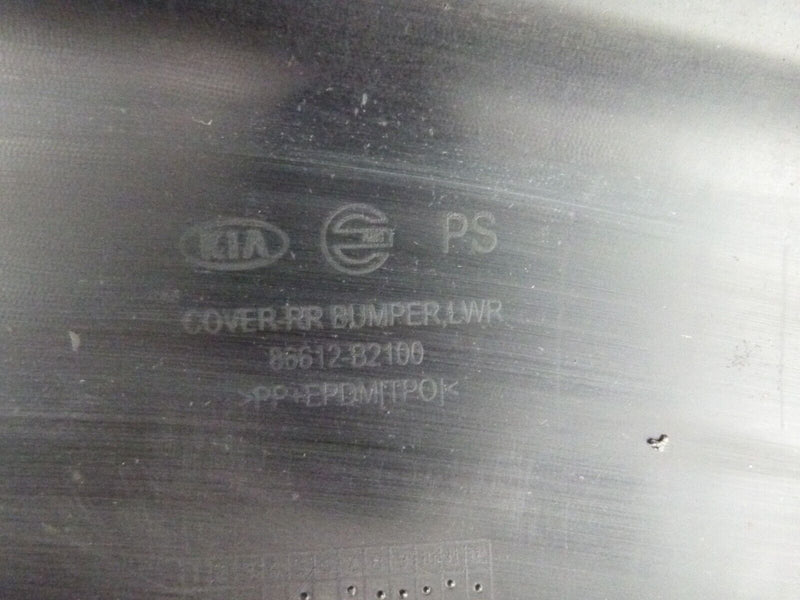 KIA PS
COVER-RR BUMPER,LWR
86612-B2100
>PP+EPDM[TPO]<